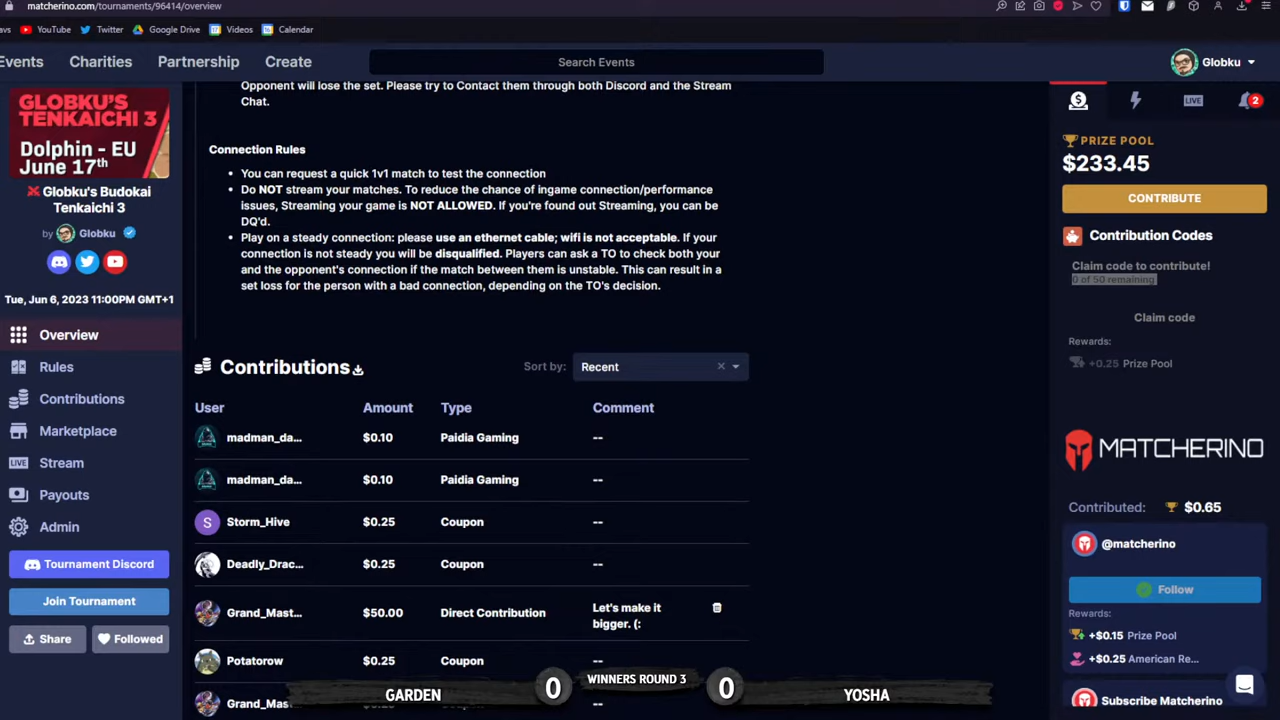 matcherino.com/tournaments/96414/overview
YouTube
Twitter
Google Drive
Videos
Calendar
Events
Charities
Partnership
Create
Search Events
Globku
GLOBKU'S
TENKAICHI 3
Dolphin - EU
June 17th
Globku's Budokai
Tenkaichi 3
by Globku
Tue, Jun 6, 2023 11:00PM GMT+1
Overview
Rules
Contributions
Marketplace
LIVE Stream
Payouts
Admin
Tournament Discord
Join Tournament
Share
Followed
Opponent will lose the set. Please try to Contact them through both Discord and the Stream
Chat.
Connection Rules
• You can request a quick 1v1 match to test the connection
• Do NOT stream your matches. To reduce the chance of ingame connection/performance
issues, Streaming your game is NOT ALLOWED. If you're found out Streaming, you can be
DQ'd.
• Play on a steady connection: please use an ethernet cable; wifi is not acceptable. If your
connection is not steady you will be disqualified. Players can ask a TO to check both your
and the opponent's connection if the match between them is unstable. This can result in a
set loss for the person with a bad connection, depending on the TO's decision.
Contributions
Sort by:
Recent
User Amount Type Comment
madman_da... $0.10 Paidia Gaming --
madman_da... $0.10 Paidia Gaming --
S Storm_Hive $0.25 Coupon --
Deadly_Drac... $0.25 Coupon --
Grand_Mast... $50.00 Direct Contribution Let's make it
bigger. (:
Potatorow $0.25 Coupon --
Grand_Mast...
LIVE
2
PRIZE POOL
$233.45
CONTRIBUTE
Contribution Codes
Claim code to contribute!
0 of 50 remaining
Claim code
Rewards:
+0.25 Prize Pool
MATCHERINO
Contributed: $0.65
@matcherino
Follow
Rewards:
+$0.15 Prize Pool
+$0.25 American Re...
Subscribe Matcherino
GARDEN 0 WINNERS ROUND 3 0 YOSHA